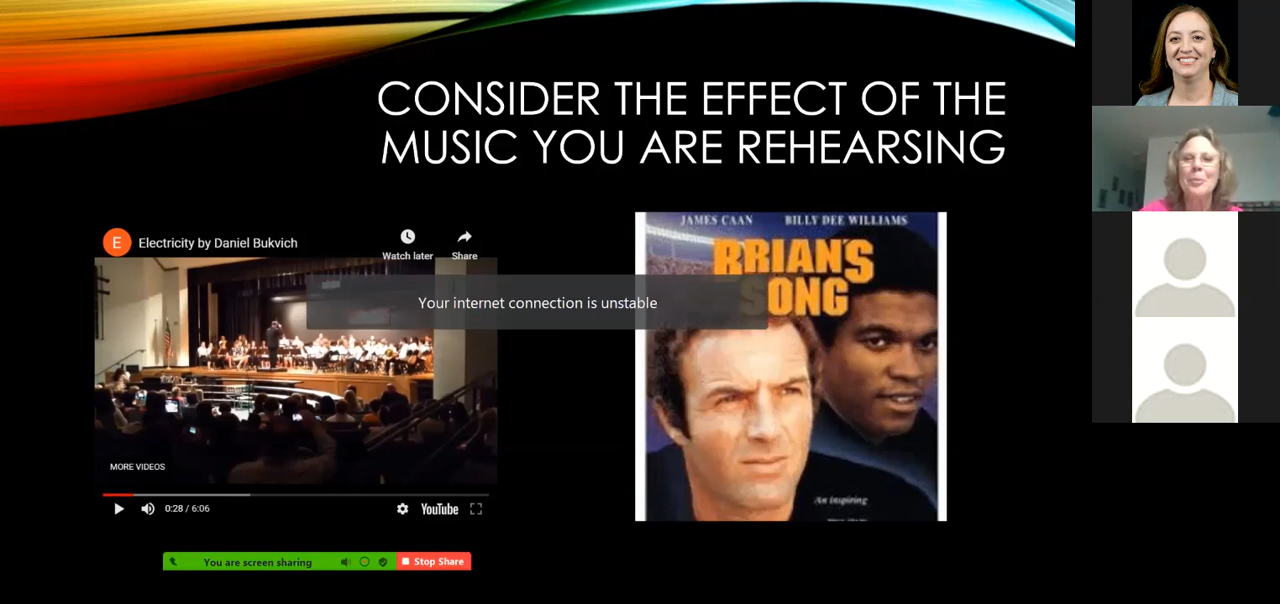 CONSIDER THE EFFECT OF THE
MUSIC YOU ARE REHEARSING
E Electricity by Daniel Bukvich
Watch later Share
Your internet connection is unstable
MORE VIDEOS
0:28 / 6:06 YouTube
JAMES CAAN BILLY DEE WILLIAMS
BRIAN'S
SONG
An inspiring
You are screen sharing Stop Share